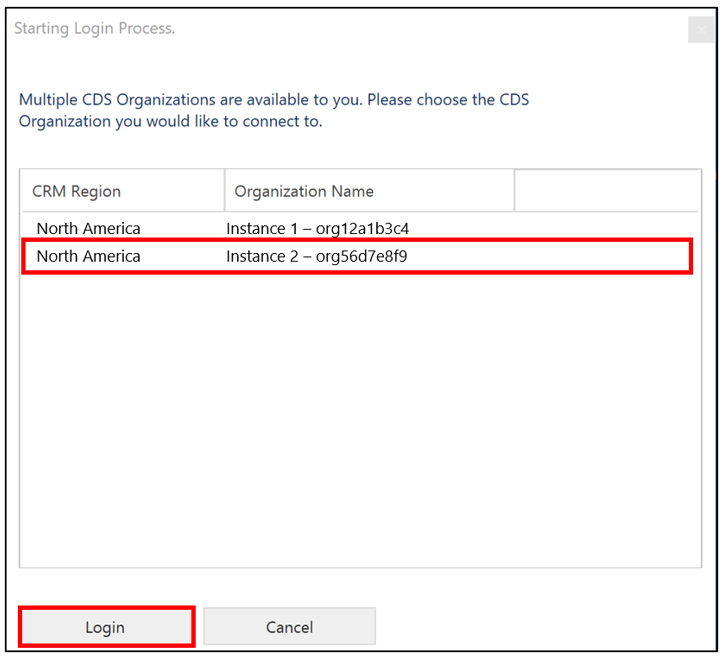 Starting Login Process.
Multiple CDS Organizations are available to you. Please choose the CDS
Organization you would like to connect to.
CRM Region Organization Name
North America Instance 1 – org12a1b3c4
North America Instance 2 – org56d7e8f9
Login Cancel